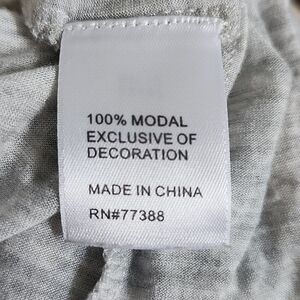 100% MODAL
EXCLUSIVE OF
DECORATION
MADE IN CHINA
RN#77388